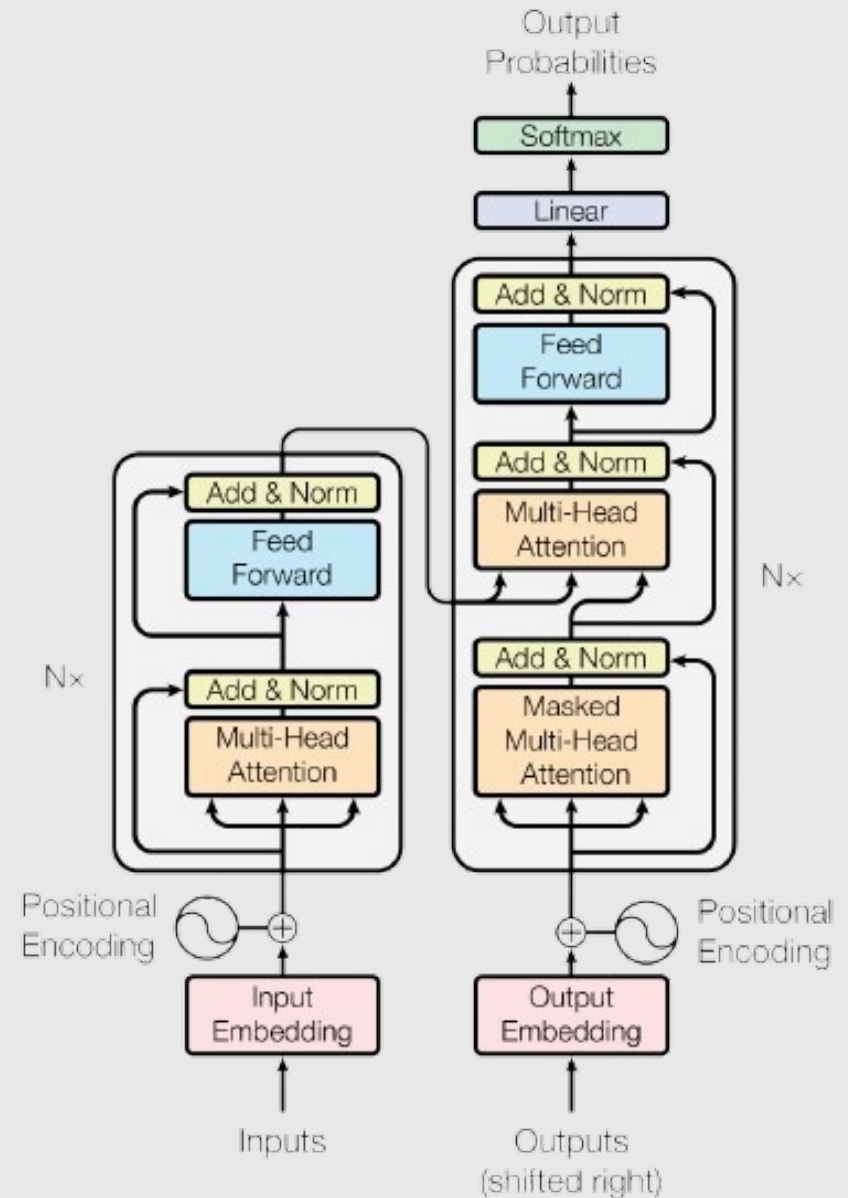 Output
Probabilities
Softmax
Linear
Add & Norm
Feed
Forward
Add & Norm
Multi-Head
Attention
Nx
Add & Norm
Masked
Multi-Head
Attention
Add & Norm
Feed
Forward
Nx
Add & Norm
Multi-Head
Attention
Positional
Encoding
Positional
Encoding
Input
Embedding
Output
Embedding
Inputs
Outputs
(shifted right)